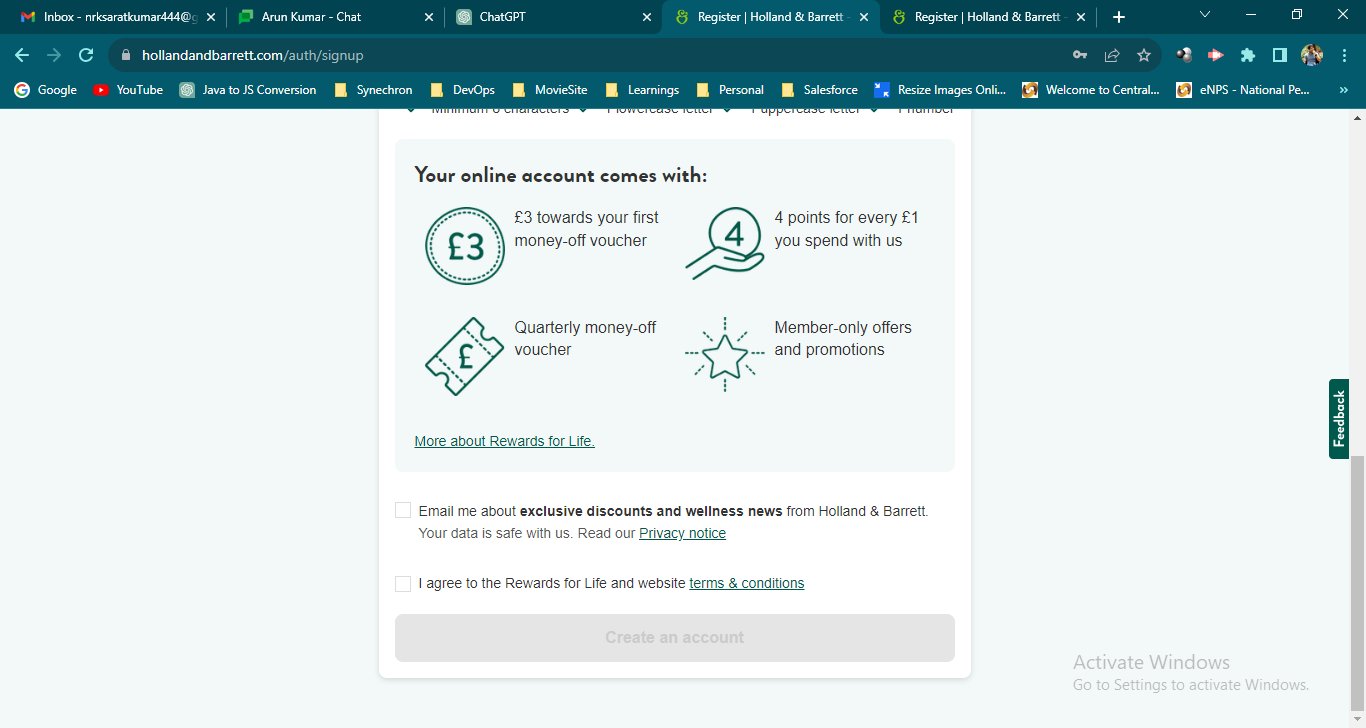 Inbox - nrksaratkumar444@g
Arun Kumar - Chat
ChatGPT
Register | Holland & Barrett -
Register | Holland & Barrett -
hollandandbarrett.com/auth/signup
Google
YouTube
Java to JS Conversion
Synechron
DevOps
MovieSite
Learnings
Personal
Salesforce
Resize Images Onli...
Welcome to Central...
eNPS - National Pe...
»
Minimum 8 characters
1 lowercase letter
1 uppercase letter
1 number
Your online account comes with:
£3
£3 towards your first
money-off voucher
4
4 points for every £1
you spend with us
£
Quarterly money-off
voucher
Member-only offers
and promotions
More about Rewards for Life.
Feedback
Email me about exclusive discounts and wellness news from Holland & Barrett.
Your data is safe with us. Read our Privacy notice
I agree to the Rewards for Life and website terms & conditions
Create an account
Activate Windows
Go to Settings to activate Windows.